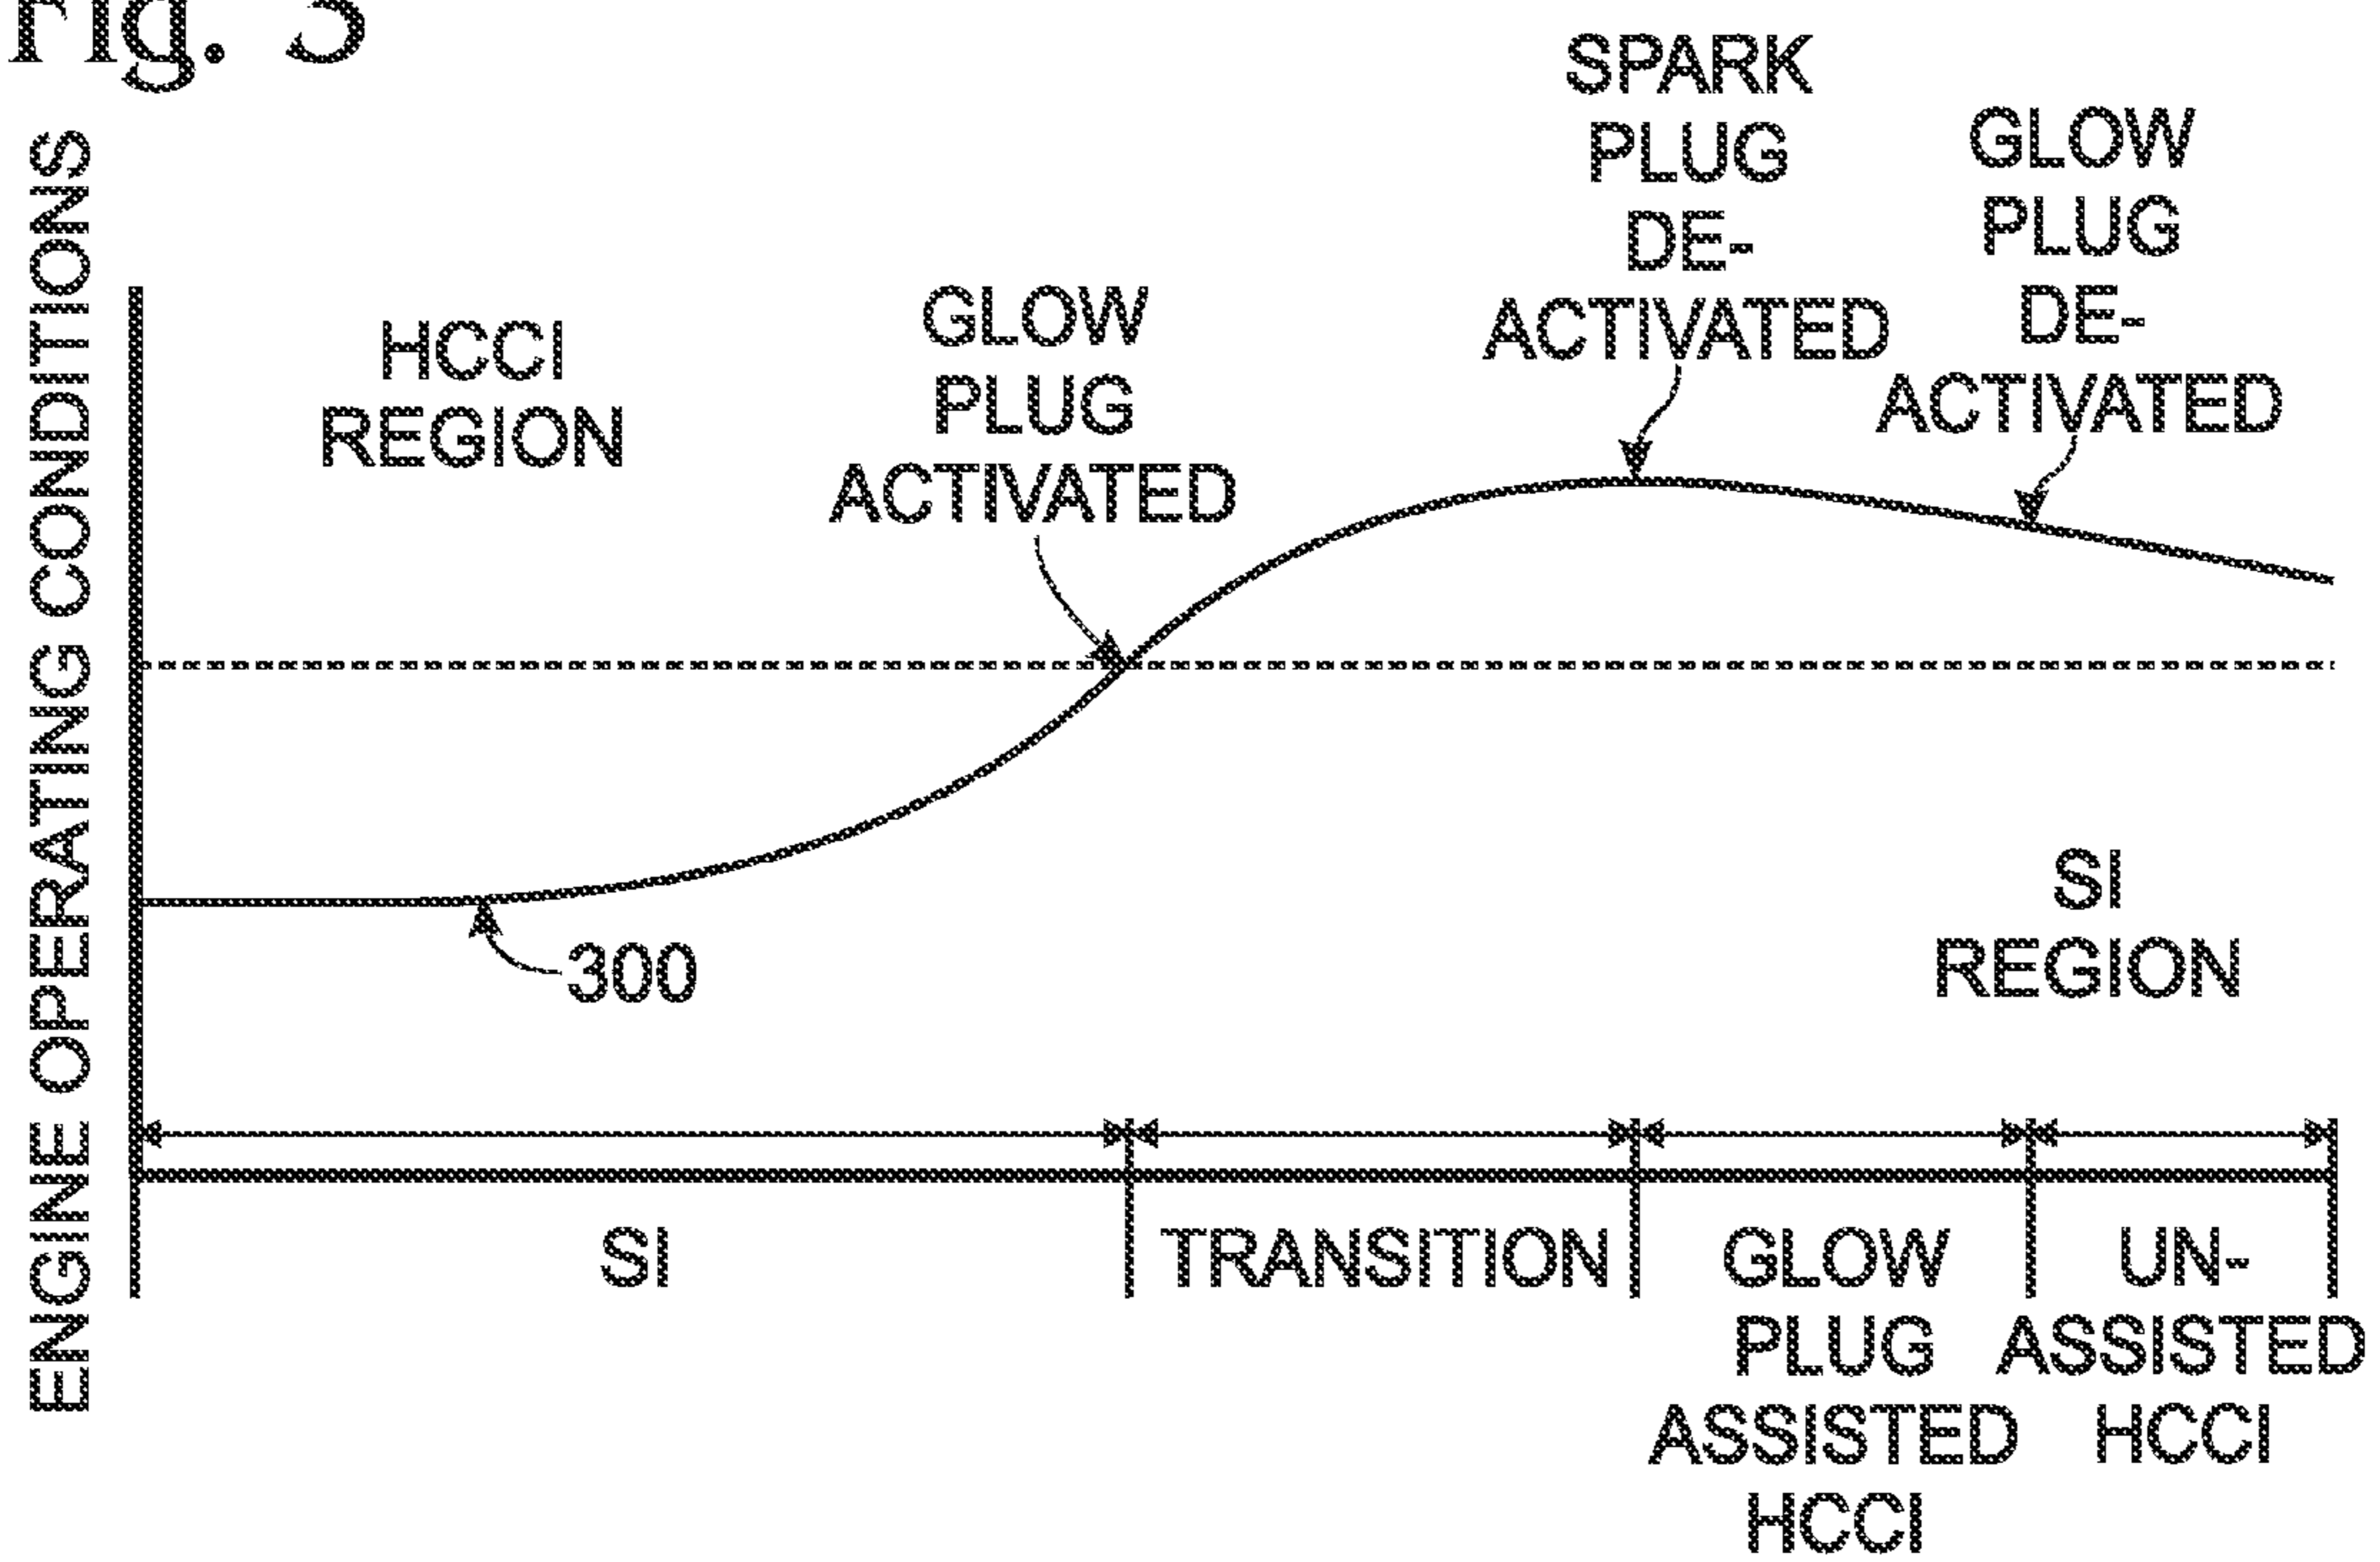 Fig. 3
ENGINE OPERATING CONDITIONS
HCCI
REGION
GLOW
PLUG
ACTIVATED
SPARK
PLUG
DE-
ACTIVATED
GLOW
PLUG
DE-
ACTIVATED
300
SI
REGION
SI
TRANSITION
GLOW
PLUG
ASSISTED
HCCI
UN-
ASSISTED
HCCI